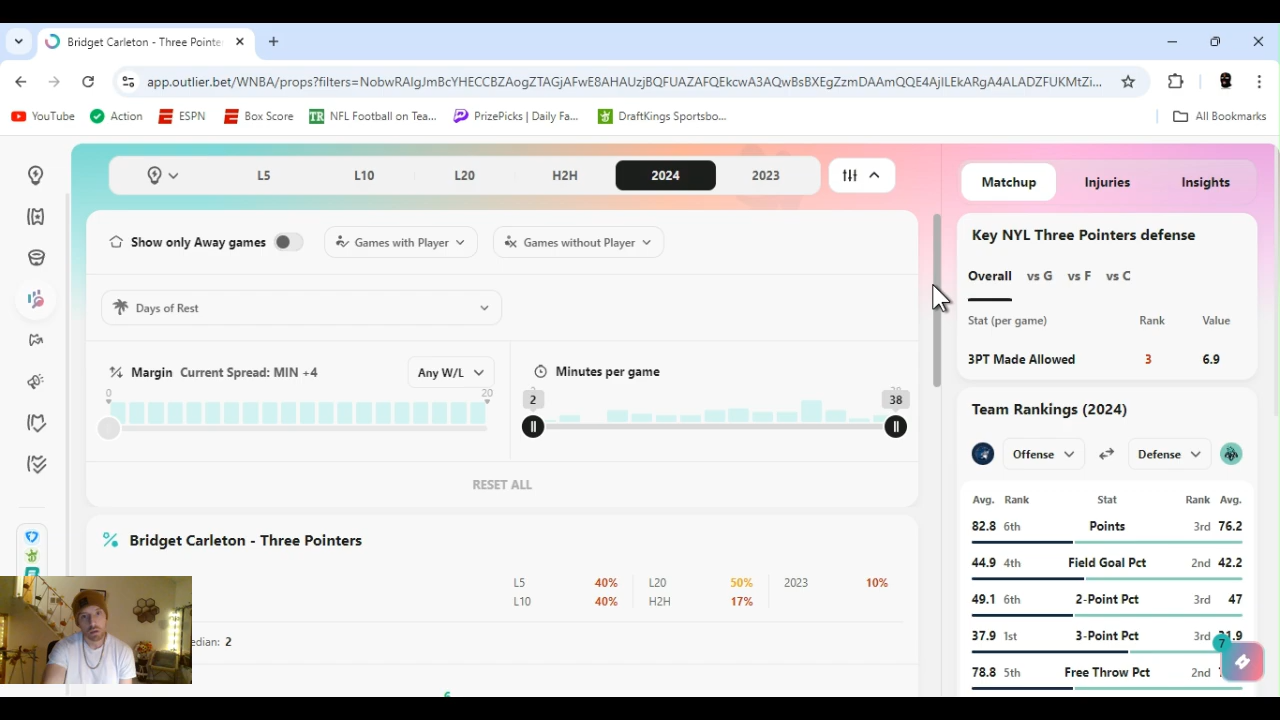 Bridget Carleton - Three Pointe
app.outlier.bet/WNBA/props?filters=NobwRAlgJmBcYHECCBZAogZTAGjAFwE8AHAUzjBQFUAZAFQEkcwA3AQwBsBXEgZzmDAAmQQE4AjILEkARgA4ALADZFUKMtZi...
YouTube Action ESPN Box Score NFL Football on Tea... PrizePicks | Daily Fa... DraftKings Sportsbo... All Bookmarks
L5 L10 L20 H2H 2024 2023
Matchup Injuries Insights
Show only Away games Games with Player Games without Player
Key NYL Three Pointers defense
Overall vs G vs F vs C
Days of Rest
Stat (per game) Rank Value
3PT Made Allowed 3 6.9
Margin Current Spread: MIN +4 Any W/L Minutes per game
0 20
2 38
Team Rankings (2024)
Offense Defense
RESET ALL
Avg. Rank Stat Rank Avg.
82.8 6th Points 3rd 76.2
Bridget Carleton - Three Pointers
44.9 4th Field Goal Pct 2nd 42.2
L5 40% L20 50% 2023 10%
L10 40% H2H 17%
49.1 6th 2-Point Pct 3rd 47
37.9 1st 3-Point Pct 3rd
7
edian: 2
78.8 5th Free Throw Pct 2nd